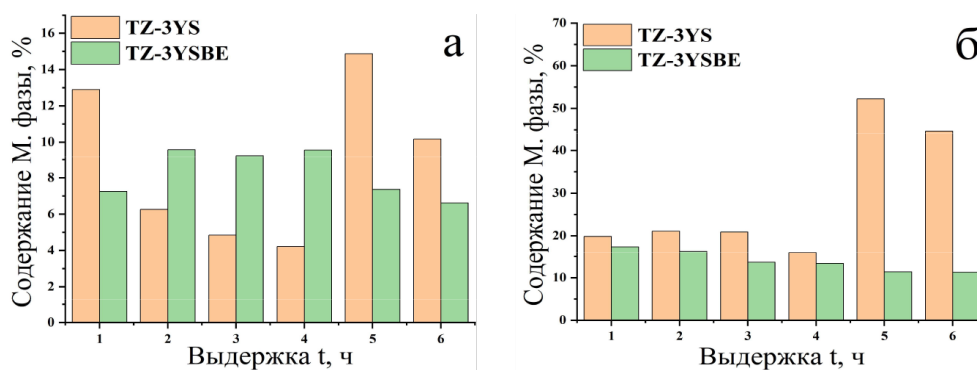 а
TZ-3YS
TZ-3YSBE
Содержание М. фазы, %
16
14
12
10
8
6
4
2
0
1 2 3 4 5 6
Выдержка t, ч
б
TZ-3YS
TZ-3YSBE
Содержание М. фазы, %
70
60
50
40
30
20
10
0
1 2 3 4 5 6
Выдержка t, ч